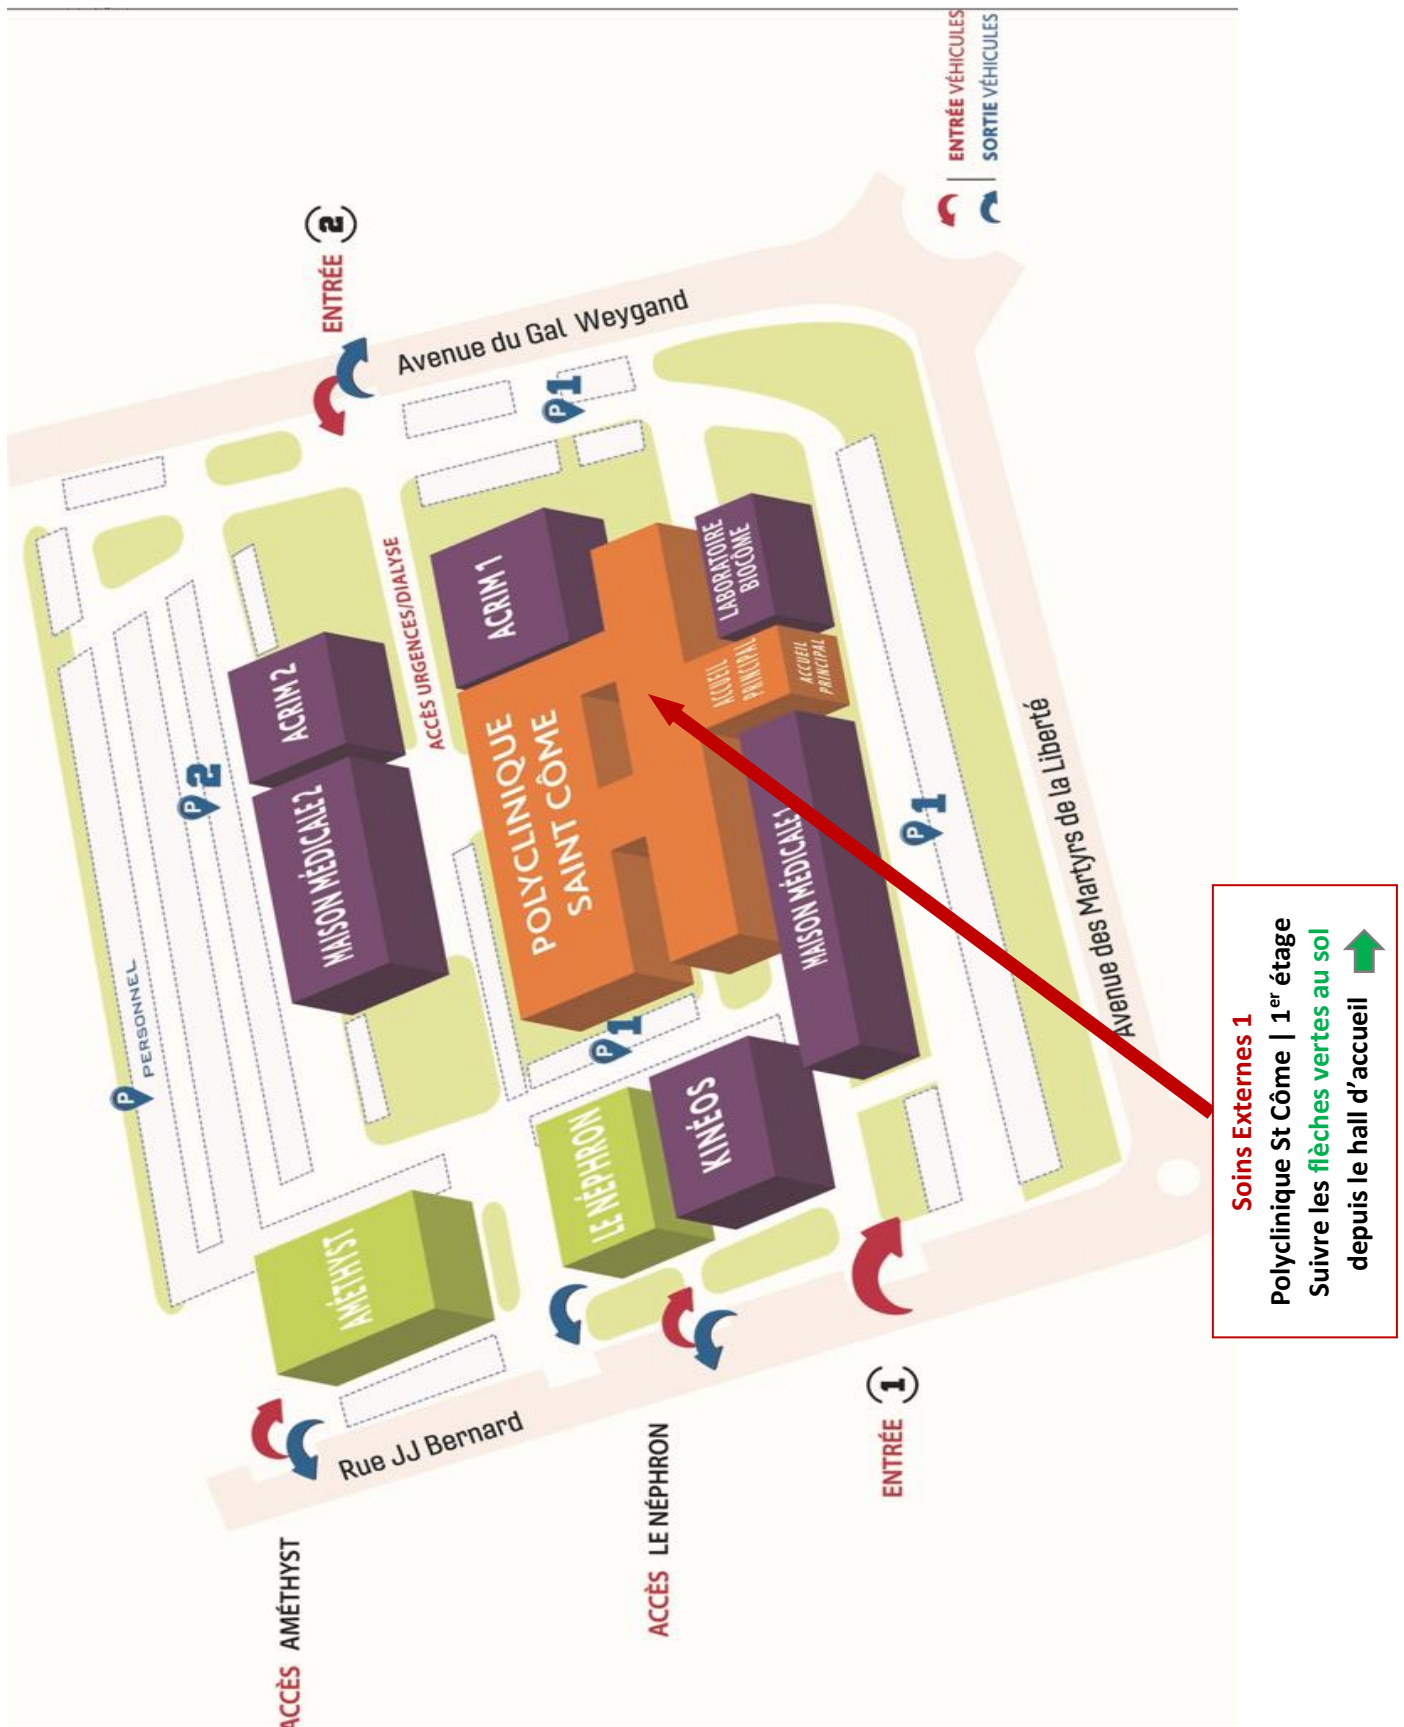 ENTRÉE VÉHICULES
SORTIE VÉHICULES
ENTRÉE (2)
Avenue du Gal Weygand
P1
ACCÈS URGENCES/DIALYSE
ACRIM 1
LABORATOIRE
BIOCÔME
ACCUEIL
PRINCIPAL
ACCUEIL
PRINCIPAL
POLYCLINIQUE
SAINT CÔME
ACRIM 2
MAISON MÉDICALE 2
P2
P PERSONNEL
MAISON MÉDICALE 1
P1
P1
Avenue des Martyrs de la Liberté
KINÉOS
LE NÉPHRON
AMÉTHYST
Rue JJ Bernard
ACCÈS AMÉTHYST
ACCÈS LE NÉPHRON
ENTRÉE (1)
Soins Externes 1
Polyclinique St Côme | 1er étage
Suivre les flèches vertes au sol
depuis le hall d'accueil